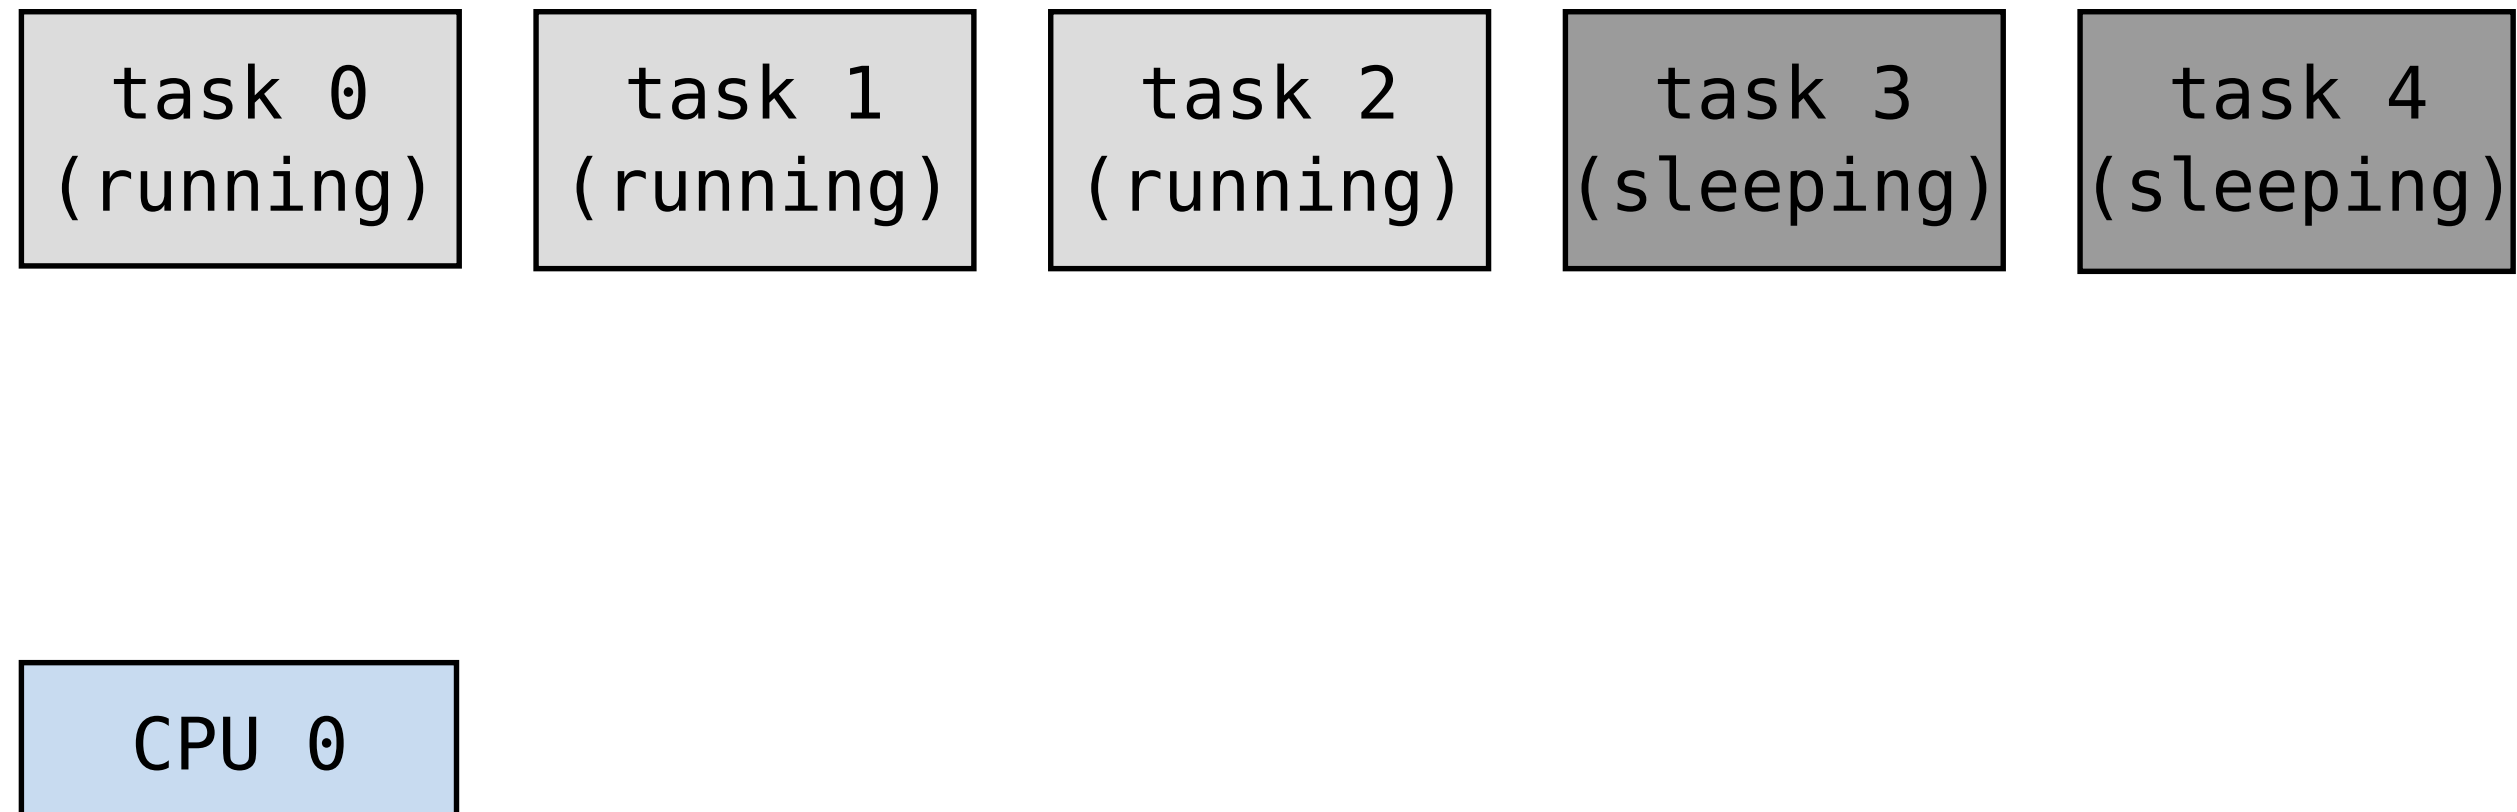 task 0
(running)
task 1
(running)
task 2
(running)
task 3
(sleeping)
task 4
(sleeping)
CPU 0